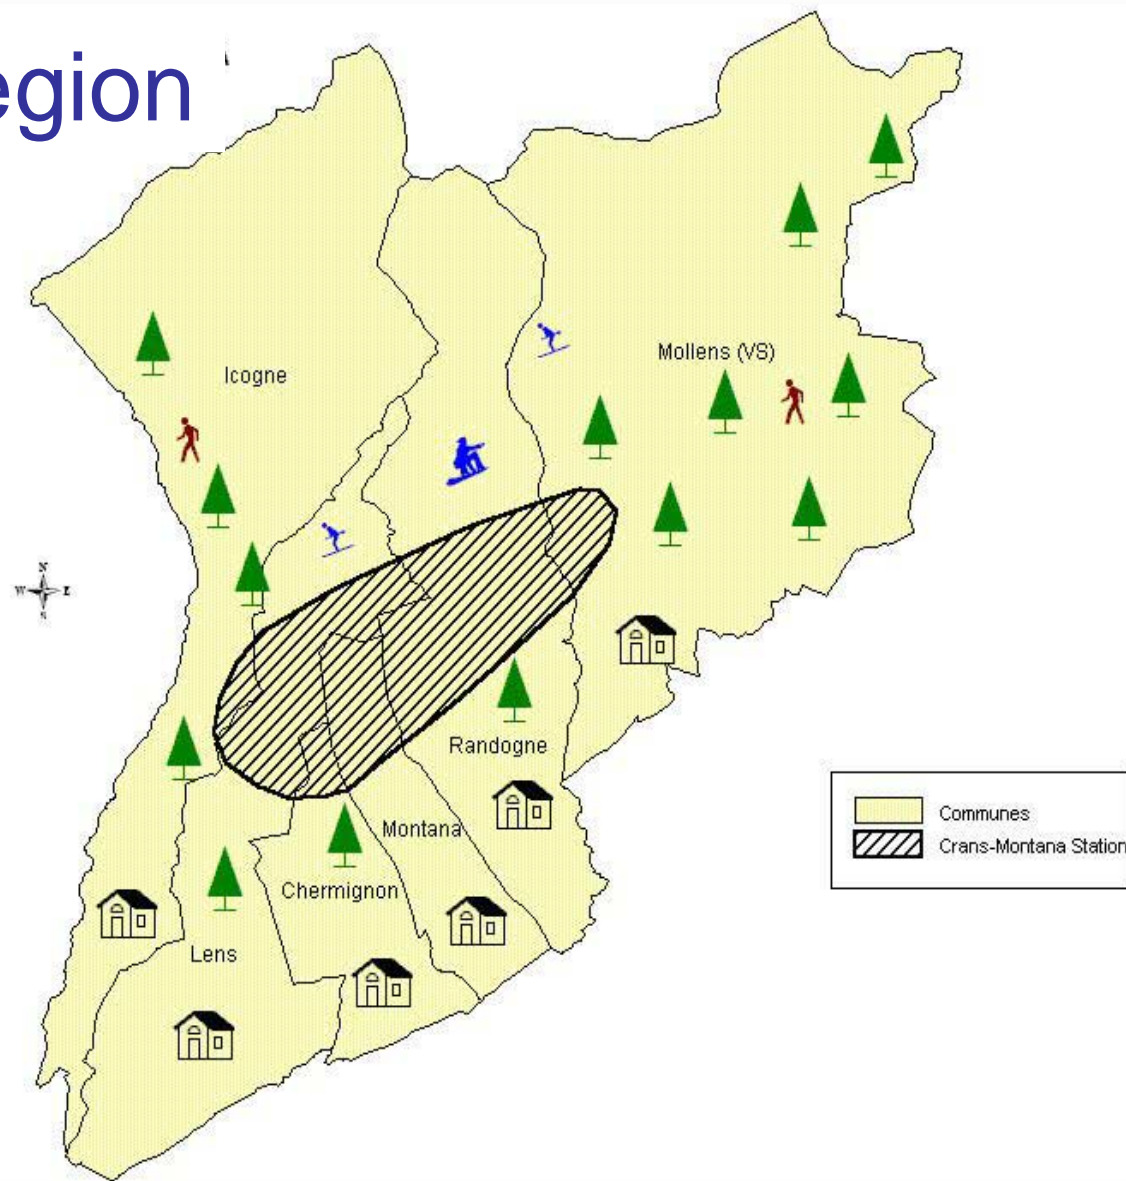 egion
Mollens (VS)
Icogne
N
W E
S
Randogne
Communes
Montana
Crans-Montana Station
Chermignon
Lens